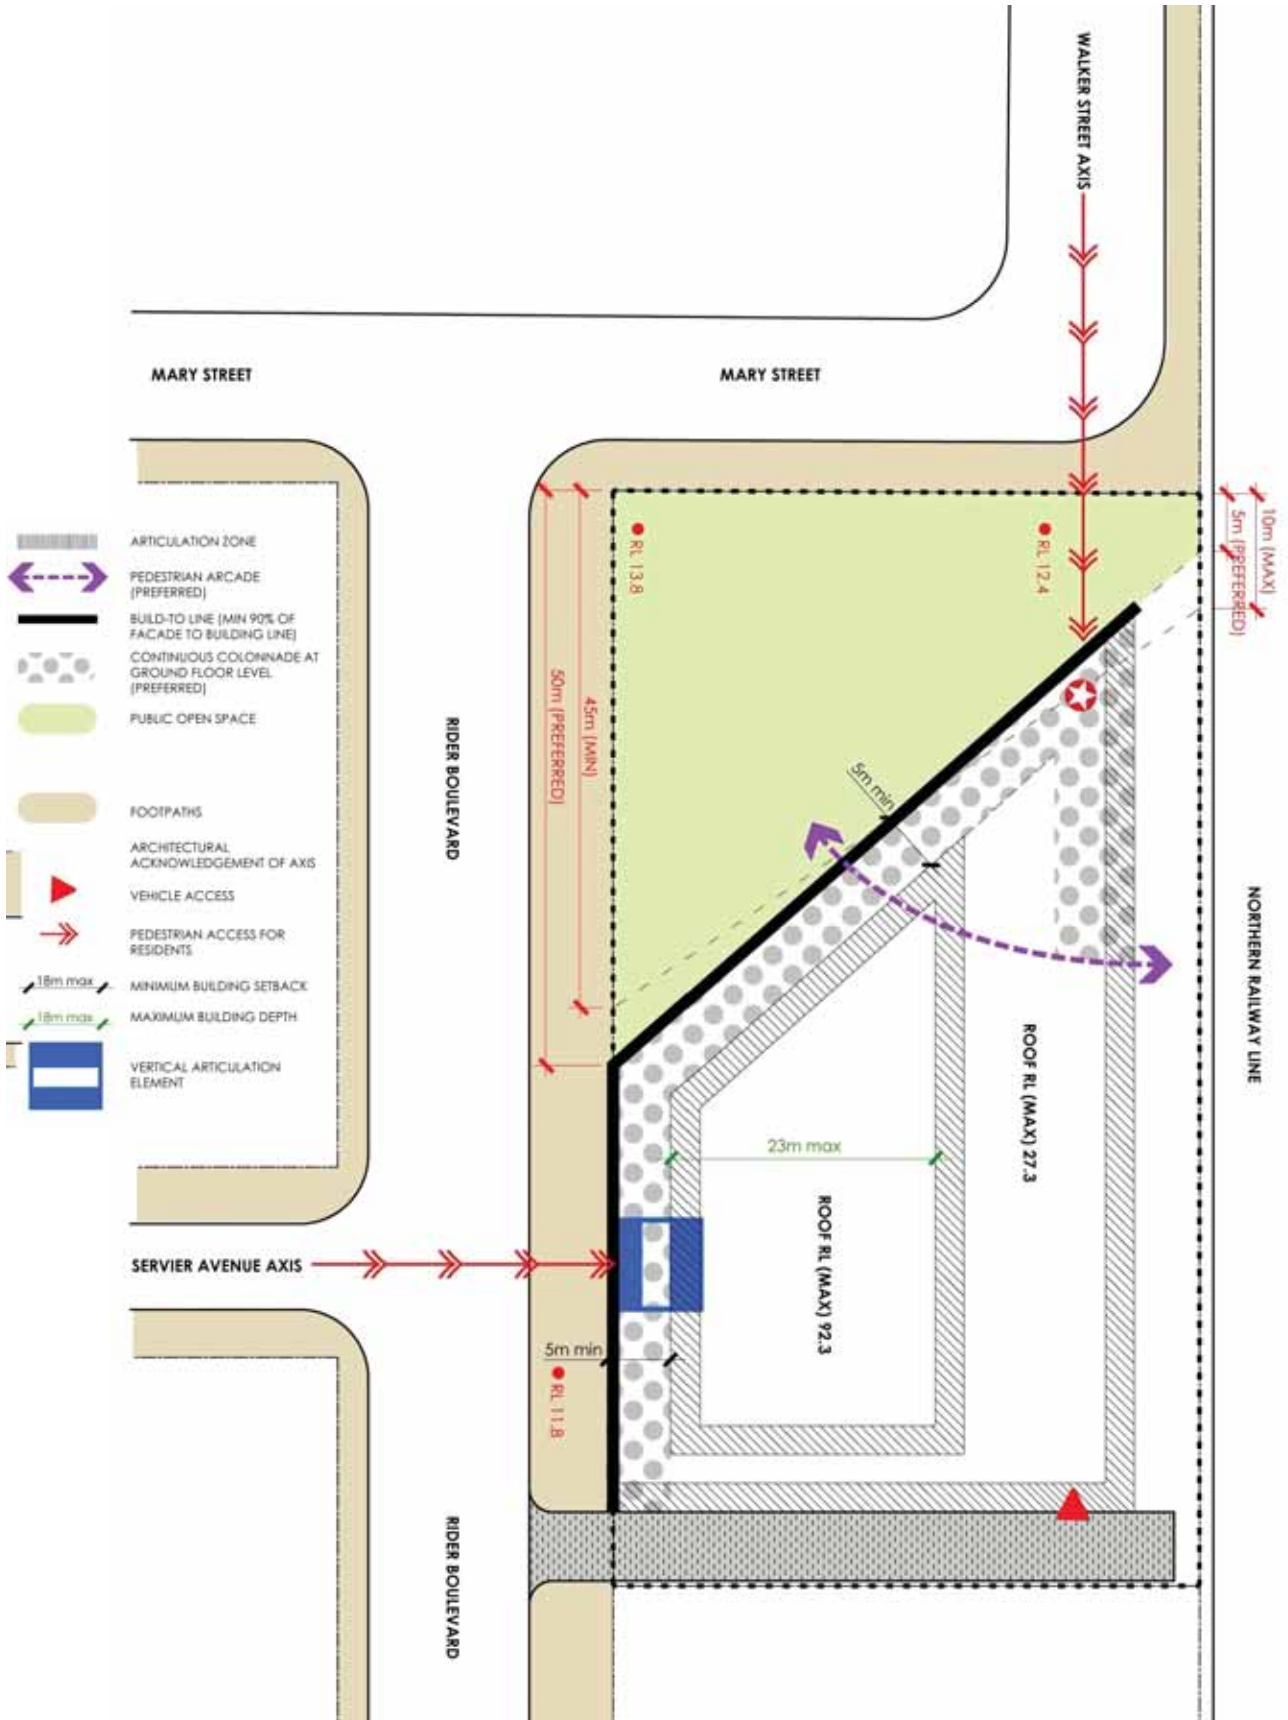 WALKER STREET AXIS
MARY STREET
MARY STREET
10m (MAX)
5m (PREFERRED)
RL 13.8
RL 12.4
ARTICULATION ZONE
PEDESTRIAN ARCADE
(PREFERRED)
BUILD-TO LINE (MIN 90% OF
FACADE TO BUILDING LINE)
CONTINUOUS COLONNADE AT
GROUND FLOOR LEVEL
(PREFERRED)
PUBLIC OPEN SPACE
FOOTPATHS
ARCHITECTURAL
ACKNOWLEDGEMENT OF AXIS
VEHICLE ACCESS
PEDESTRIAN ACCESS FOR
RESIDENTS
18m max
MINIMUM BUILDING SETBACK
18m max
MAXIMUM BUILDING DEPTH
VERTICAL ARTICULATION
ELEMENT
RIDER BOULEVARD
50m (PREFERRED)
45m (MIN)
5m min
NORTHERN RAILWAY LINE
ROOF RL (MAX) 27.3
23m max
ROOF RL (MAX) 92.3
SERVIER AVENUE AXIS
5m min
RL 11.8
RIDER BOULEVARD